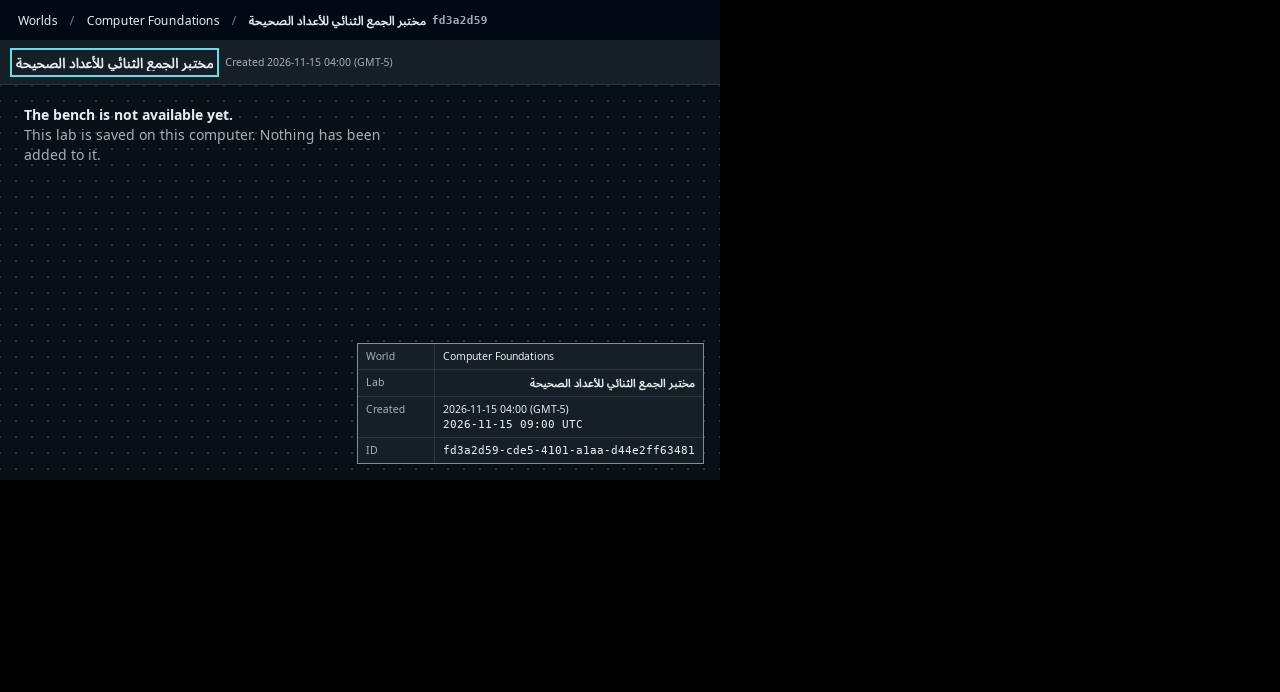 Worlds / Computer Foundations / مختبر الجمع الثنائي للأعداد الصحيحة fd3a2d59
مختبر الجمع الثنائي للأعداد الصحيحة Created 2026-11-15 04:00 (GMT-5)
The bench is not available yet.
This lab is saved on this computer. Nothing has been
added to it.
World Computer Foundations
Lab مختبر الجمع الثنائي للأعداد الصحيحة
Created 2026-11-15 04:00 (GMT-5)
2026-11-15 09:00 UTC
ID fd3a2d59-cde5-4101-a1aa-d44e2ff63481